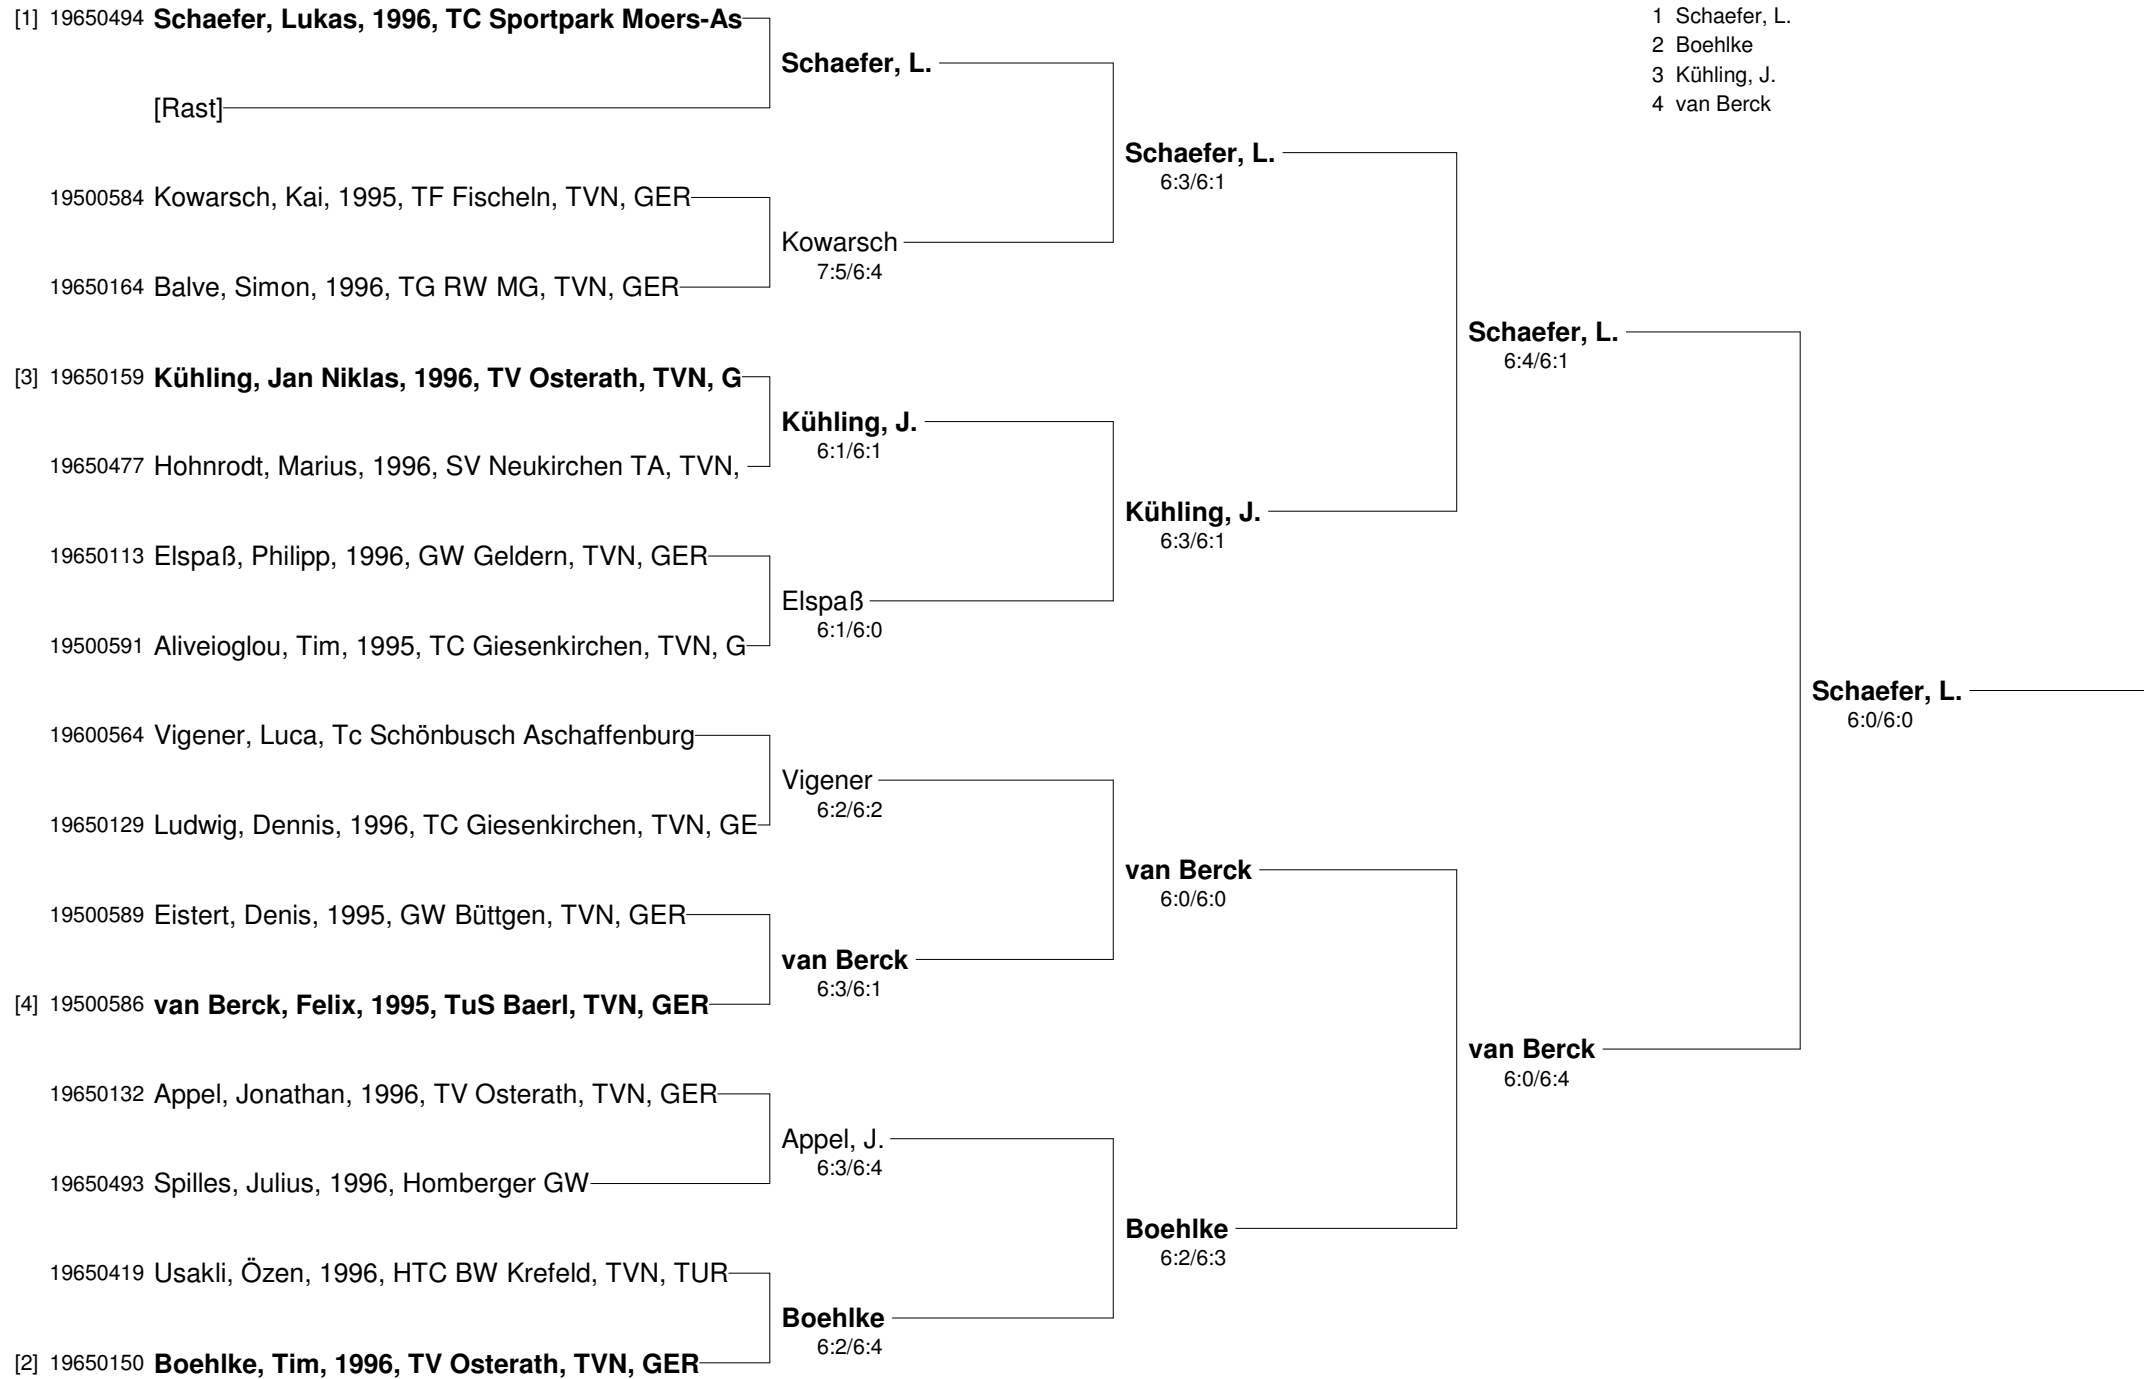 [1] 19650494 Schaefer, Lukas, 1996, TC Sportpark Moers-As
[Rast]
19500584 Kowarsch, Kai, 1995, TF Fischeln, TVN, GER
19650164 Balve, Simon, 1996, TG RW MG, TVN, GER
[3] 19650159 Kühling, Jan Niklas, 1996, TV Osterath, TVN, G
19650477 Hohnrodt, Marius, 1996, SV Neukirchen TA, TVN,
19650113 Elspaß, Philipp, 1996, GW Geldern, TVN, GER
19500591 Aliveioglou, Tim, 1995, TC Giesenkirchen, TVN, G
19600564 Vigener, Luca, Tc Schönbusch Aschaffenburg
19650129 Ludwig, Dennis, 1996, TC Giesenkirchen, TVN, GE
19500589 Eistert, Denis, 1995, GW Büttgen, TVN, GER
[4] 19500586 van Berck, Felix, 1995, TuS Baerl, TVN, GER
19650132 Appel, Jonathan, 1996, TV Osterath, TVN, GER
19650493 Spilles, Julius, 1996, Homberger GW
19650419 Usakli, Özen, 1996, HTC BW Krefeld, TVN, TUR
[2] 19650150 Boehlke, Tim, 1996, TV Osterath, TVN, GER
Schaefer, L.
Kowarsch
7:5/6:4
Kühling, J.
6:1/6:1
Elspaß
6:1/6:0
Vigener
6:2/6:2
van Berck
6:3/6:1
Appel, J.
6:3/6:4
Boehlke
6:2/6:4
Schaefer, L.
6:3/6:1
Kühling, J.
6:3/6:1
van Berck
6:0/6:0
Boehlke
6:2/6:3
Schaefer, L.
6:4/6:1
van Berck
6:0/6:4
Schaefer, L.
6:0/6:0
1 Schaefer, L.
2 Boehlke
3 Kühling, J.
4 van Berck